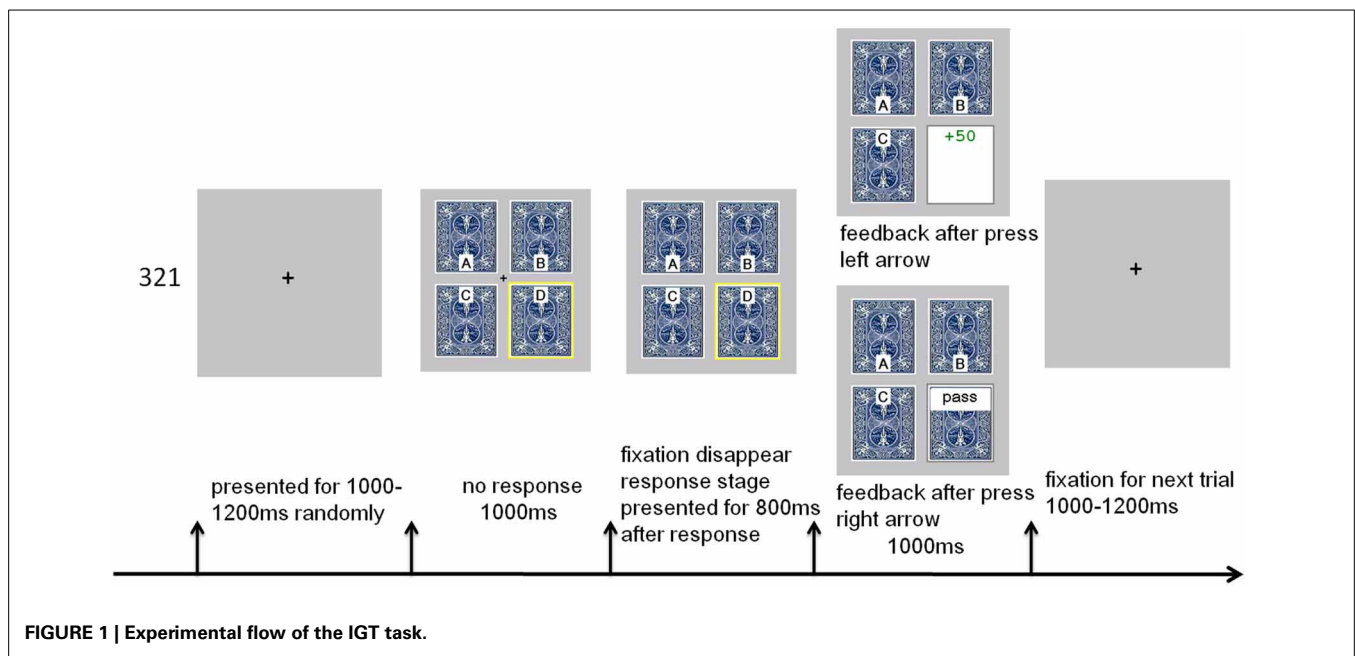 321
+
presented for 1000-
1200ms randomly
A B
+
C D
no response
1000ms
A B
C D
fixation disappear
response stage
presented for 800ms
after response
A B
C +50
feedback after press
left arrow
A B
C pass
feedback after press
right arrow
1000ms
+
fixation for next trial
1000-1200ms
FIGURE 1 | Experimental flow of the IGT task.